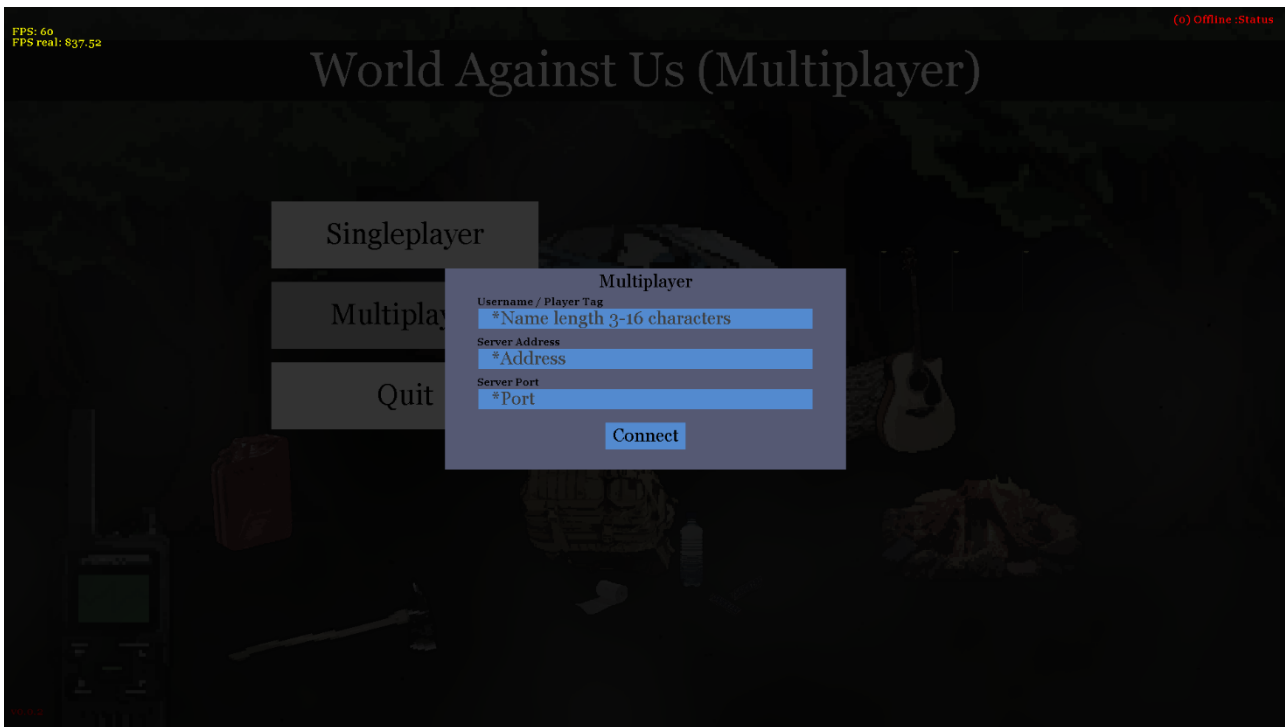 FPS: 60
FPS real: 837.52
(0) Offline :Status
World Against Us (Multiplayer)
Singleplayer
Multiplay
Quit
Multiplayer
Username / Player Tag
*Name length 3-16 characters
Server Address
*Address
Server Port
*Port
Connect